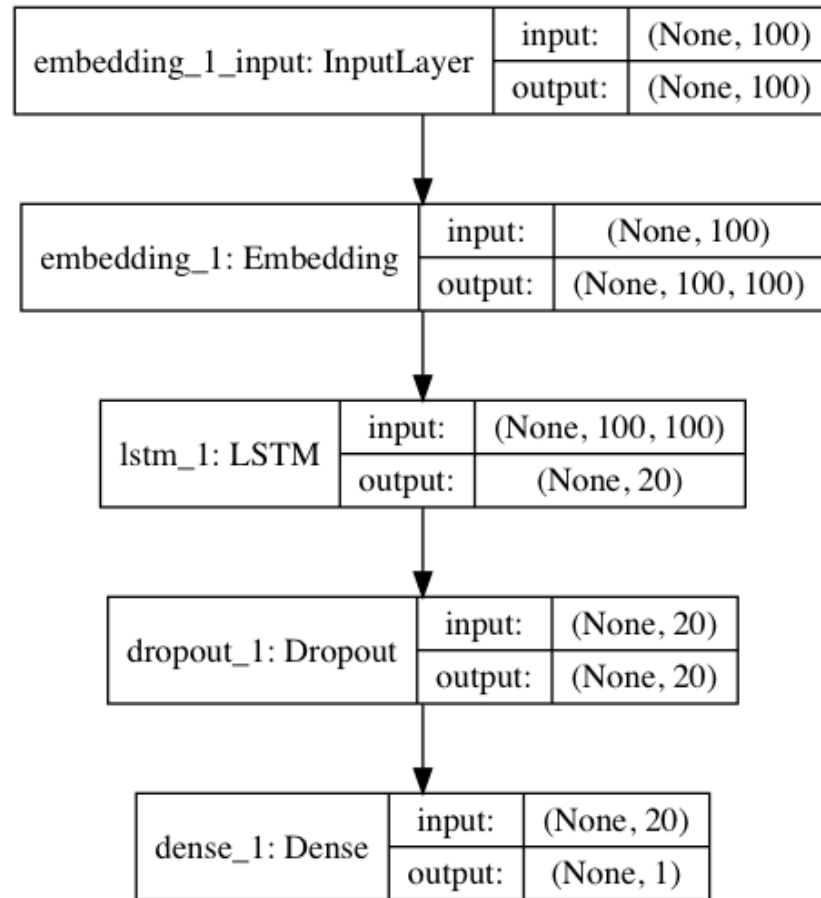 embedding_1_input: InputLayer
input: (None, 100)
output: (None, 100)
embedding_1: Embedding
input: (None, 100)
output: (None, 100, 100)
lstm_1: LSTM
input: (None, 100, 100)
output: (None, 20)
dropout_1: Dropout
input: (None, 20)
output: (None, 20)
dense_1: Dense
input: (None, 20)
output: (None, 1)